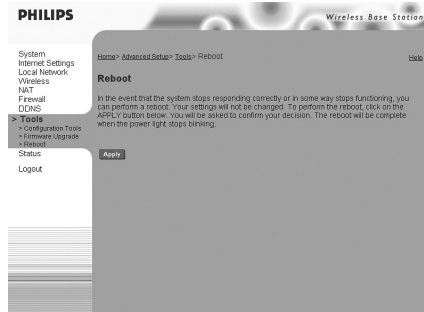 PHILIPS
Wireless Base Station
System
Internet Settings
Local Network
Wireless
NAT
Firewall
DDNS
> Tools
> Configuration Tools
> Firmware Upgrade
> Reboot
Status
Logout
Home> Advanced Setup> Tools> Reboot
Help
Reboot
In the event that the system stops responding correctly or in some way stops functioning, you
can perform a reboot. Your settings will not be changed. To perform the reboot, click on the
APPLY button below. You will be asked to confirm your decision. The reboot will be complete
when the power light stops blinking.
Apply